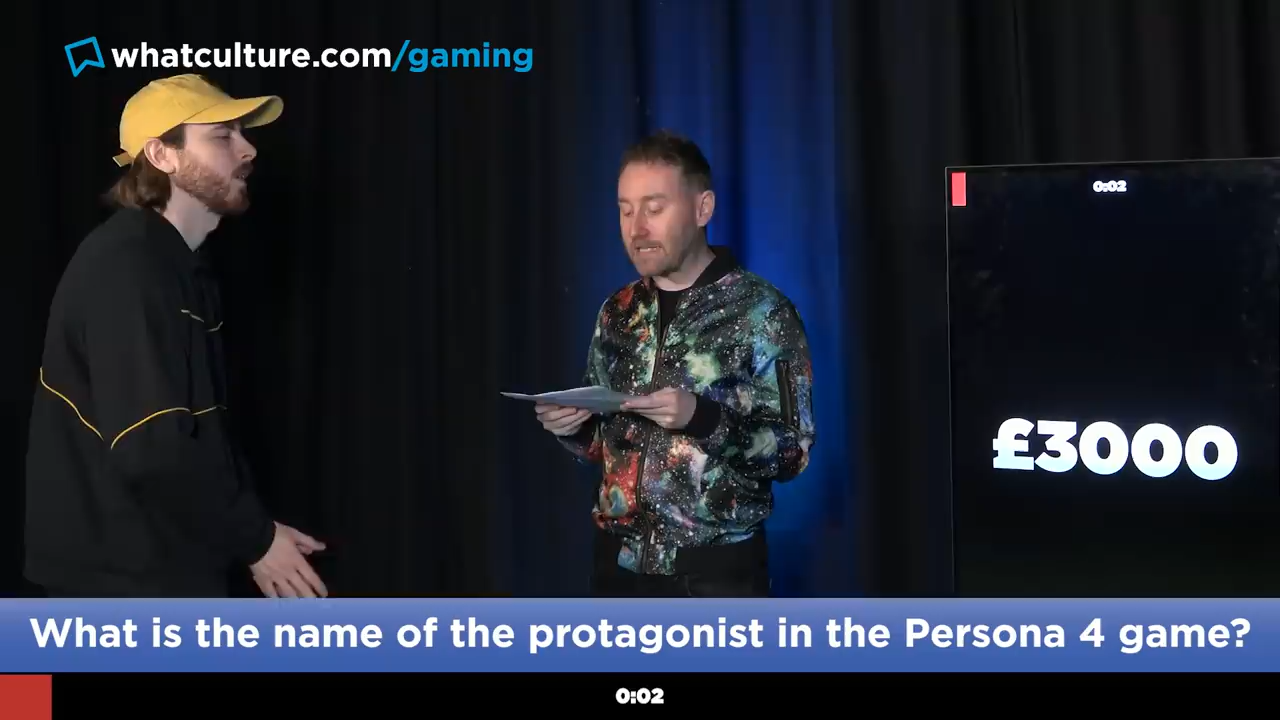 whatculture.com/gaming
0:02
£3000
What is the name of the protagonist in the Persona 4 game?
0:02